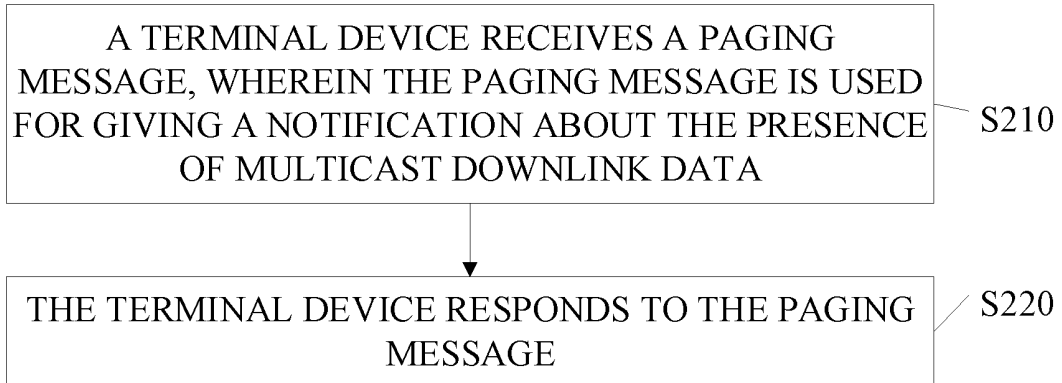 A TERMINAL DEVICE RECEIVES A PAGING
MESSAGE, WHEREIN THE PAGING MESSAGE IS USED
FOR GIVING A NOTIFICATION ABOUT THE PRESENCE
OF MULTICAST DOWNLINK DATA
S210
THE TERMINAL DEVICE RESPONDS TO THE PAGING
MESSAGE
S220